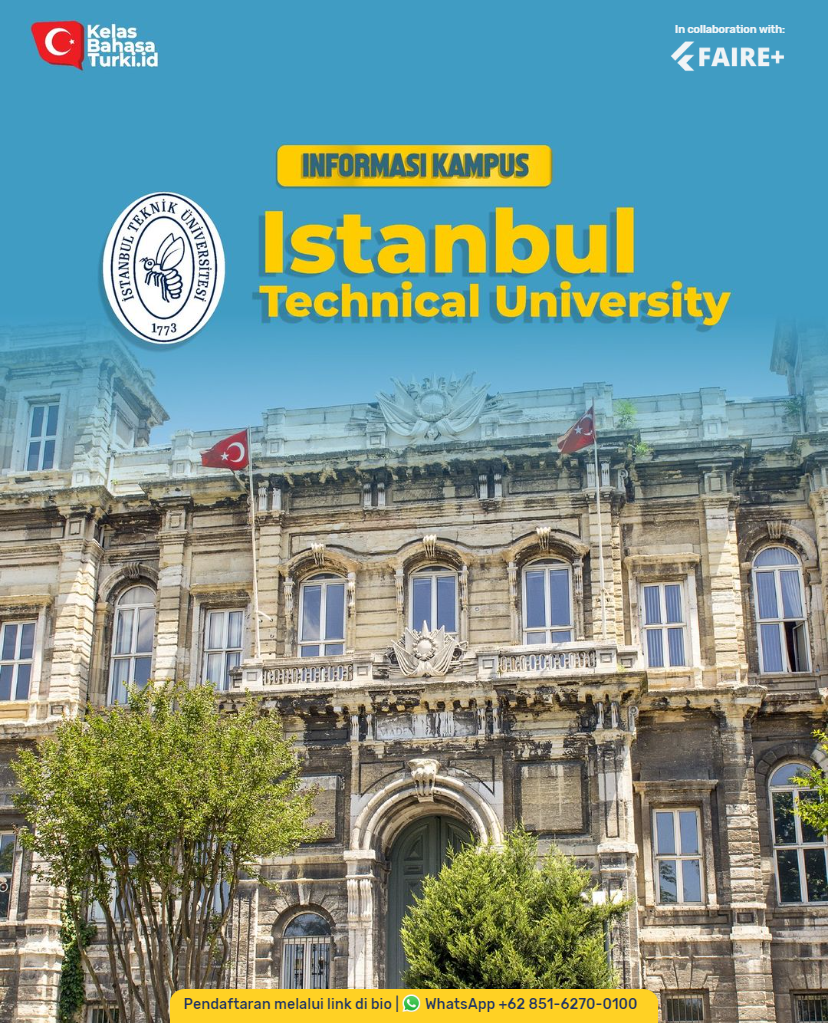 Kelas
Bahasa
Turki.id
In collaboration with:
FAIRE+
INFORMASI KAMPUS
İSTANBUL TEKNİK ÜNİVERSİTESİ
1773
Istanbul
Technical University
Pendaftaran melalui link di bio | WhatsApp +62 851-6270-0100